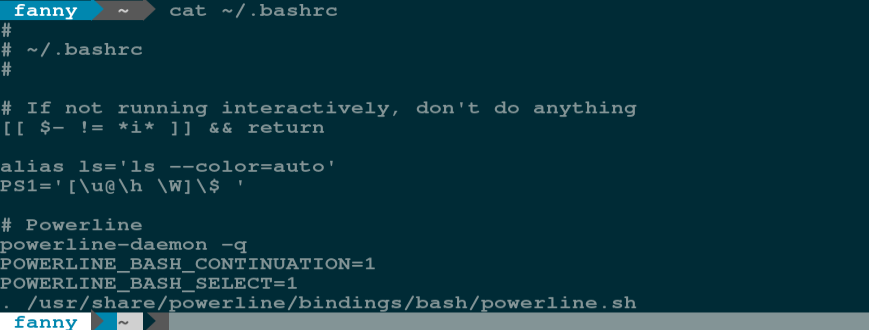 fanny ~ cat ~/.bashrc
#
# ~/.bashrc
#
# If not running interactively, don't do anything
[[ $- != *i* ]] && return
alias ls='ls --color=auto'
PS1='[\u@\h \W]\$ '
# Powerline
powerline-daemon -q
POWERLINE_BASH_CONTINUATION=1
POWERLINE_BASH_SELECT=1
. /usr/share/powerline/bindings/bash/powerline.sh
fanny ~